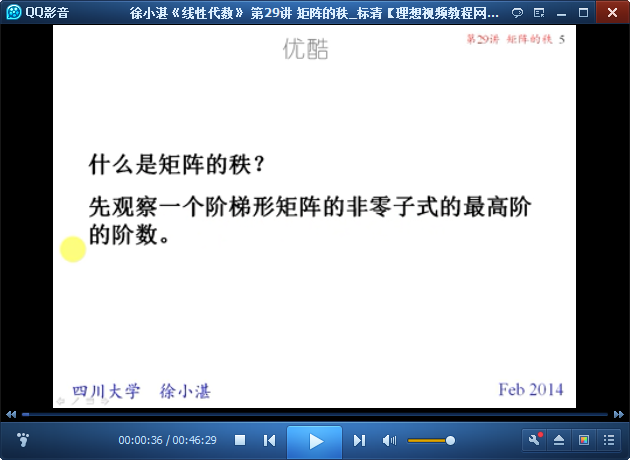 QQ影音
徐小湛《线性代数》 第29讲 矩阵的秩_标清【理想视频教程网...
优酷
第29讲 矩阵的秩 5
什么是矩阵的秩？
先观察一个阶梯形矩阵的非零子式的最高阶
的阶数。
四川大学 徐小湛
Feb 2014
00:00:36 / 00:46:29